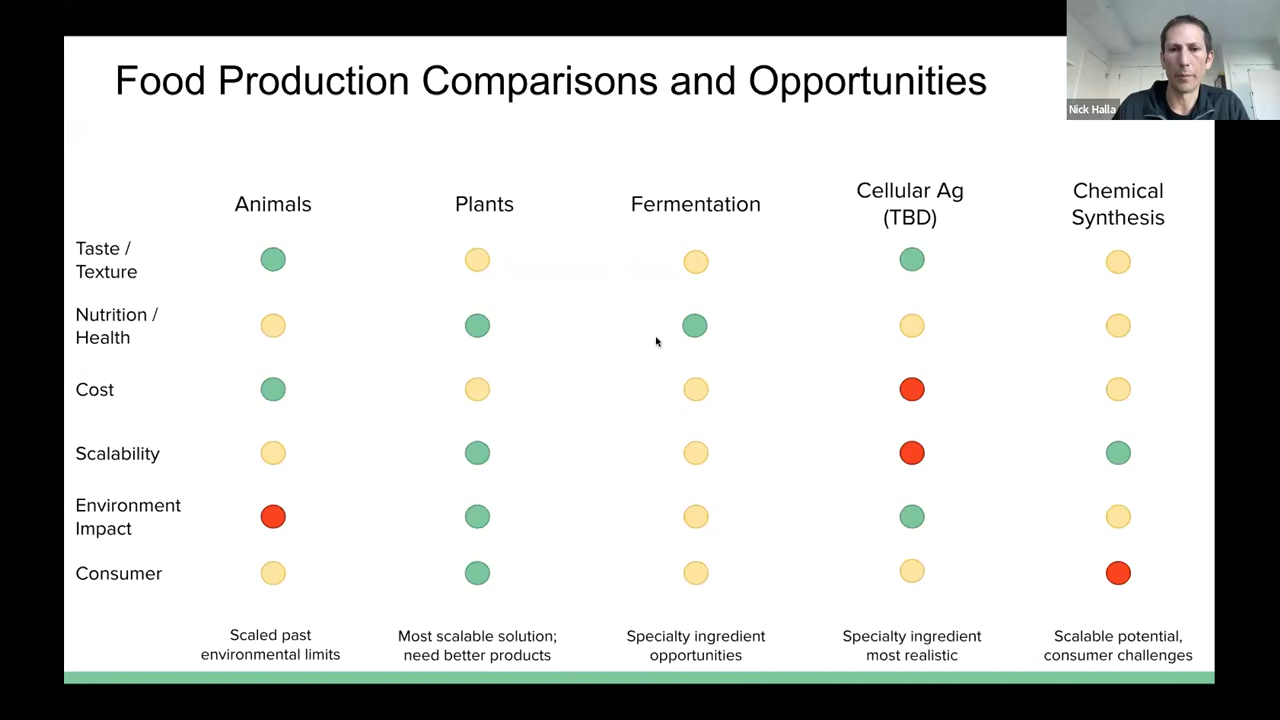 Food Production Comparisons and Opportunities
Nick Halla
Animals
Plants
Fermentation
Cellular Ag
(TBD)
Chemical
Synthesis
Taste /
Texture
Nutrition /
Health
Cost
Scalability
Environment
Impact
Consumer
Scaled past
environmental limits
Most scalable solution;
need better products
Specialty ingredient
opportunities
Specialty ingredient
most realistic
Scalable potential,
consumer challenges